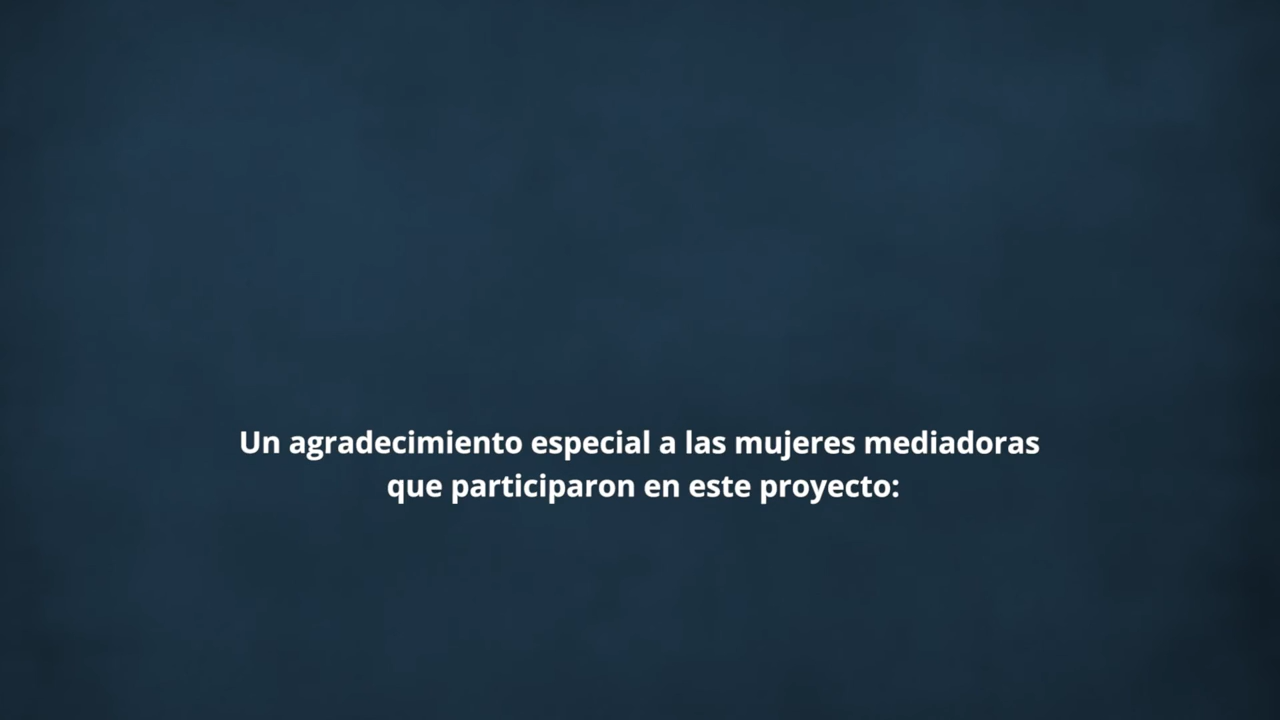 Un agradecimiento especial a las mujeres mediadoras
que participaron en este proyecto: